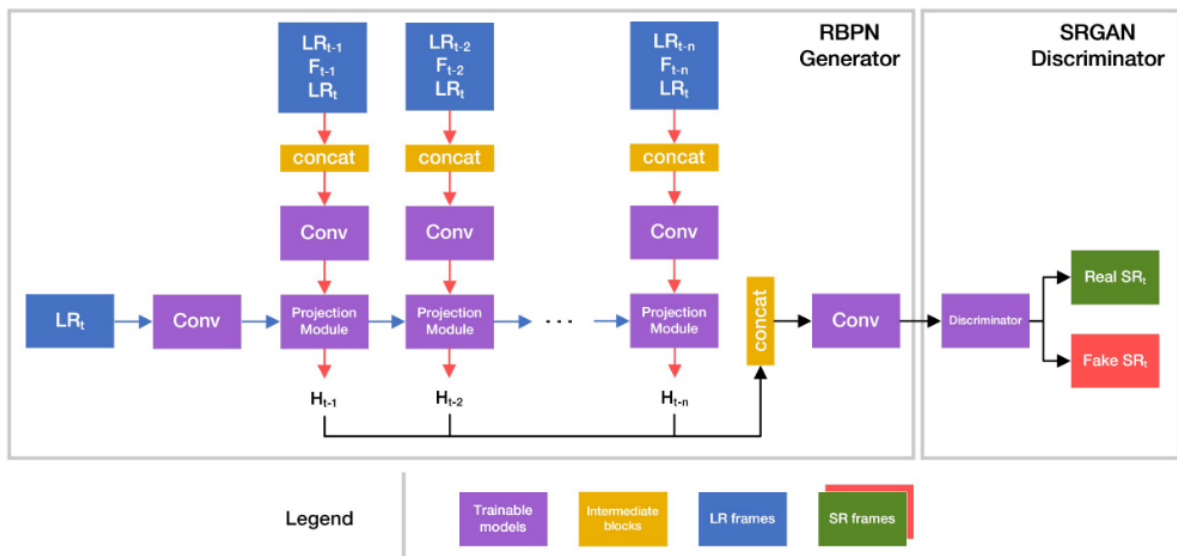 LRₜ₋₁
Fₜ₋₁
LRₜ
LRₜ₋₂
Fₜ₋₂
LRₜ
LRₜ₋ₙ
Fₜ₋ₙ
LRₜ
RBPN
Generator
SRGAN
Discriminator
concat
concat
concat
Conv
Conv
Conv
LRₜ
Conv
Projection
Module
Projection
Module
. . .
Projection
Module
concat
Conv
Discriminator
Real SRₜ
Fake SRₜ
Hₜ₋₁
Hₜ₋₂
Hₜ₋ₙ
Legend
Trainable
models
Intermediate
blocks
LR frames
SR frames